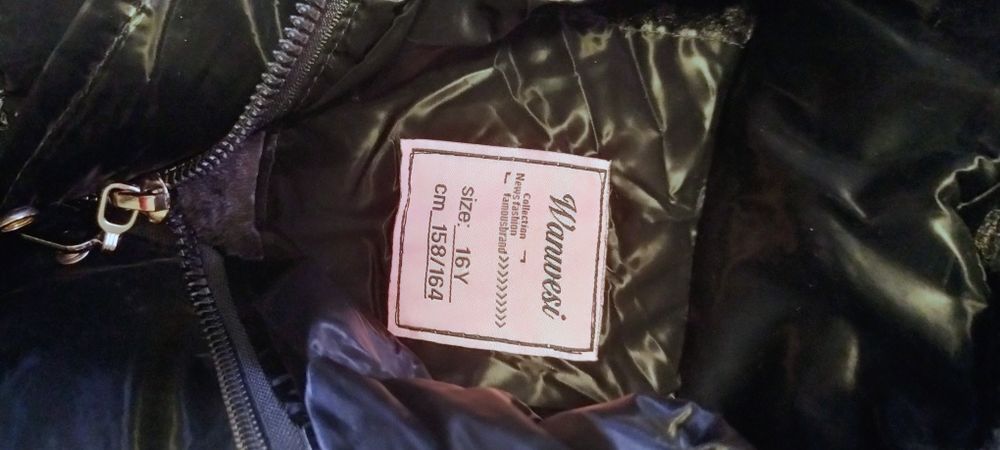 Wanwesi
Collection
Newsfashion
famousbrand>>>>>>>>>>
size: 16Y
cm 158/164